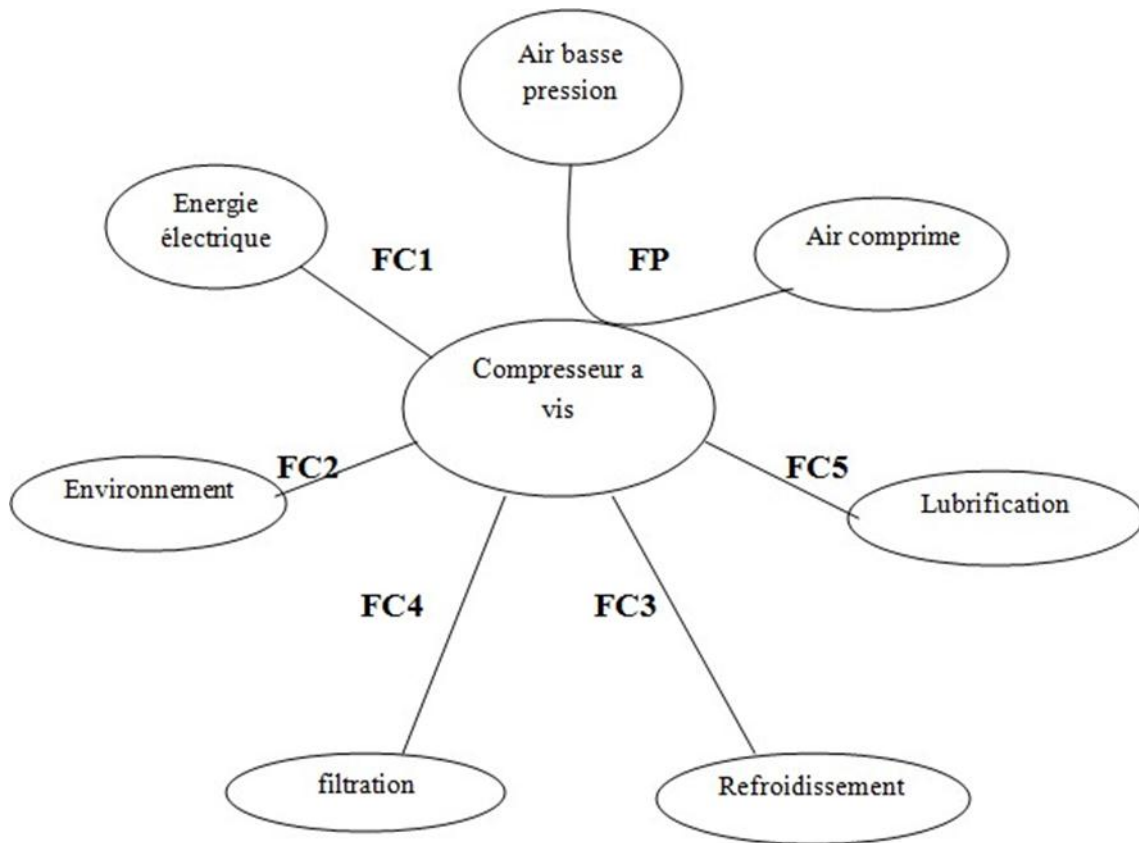 Air basse
pression
Energie
électrique
Air comprime
FC1
FP
Compresseur a
vis
FC2
FC5
Environnement
Lubrification
FC4
FC3
filtration
Refroidissement